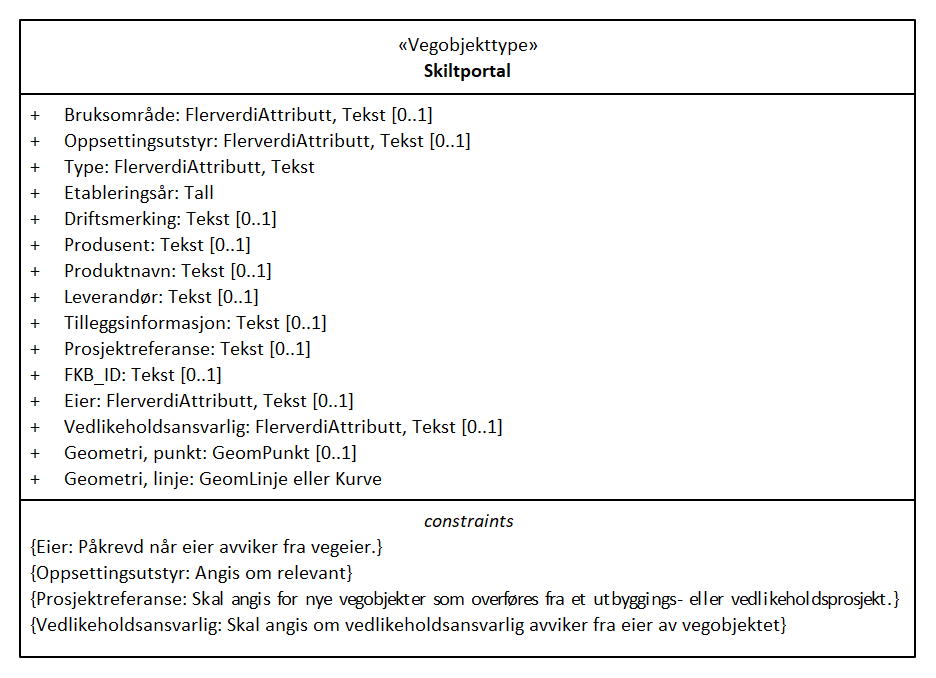 «Vegobjekttype»
Skiltportal
+ Bruksområde: FlerverdiAttributt, Tekst [0..1]
+ Oppsettingsutstyr: FlerverdiAttributt, Tekst [0..1]
+ Type: FlerverdiAttributt, Tekst
+ Etableringsår: Tall
+ Driftsmerking: Tekst [0..1]
+ Produsent: Tekst [0..1]
+ Produktnavn: Tekst [0..1]
+ Leverandør: Tekst [0..1]
+ Tilleggsinformasjon: Tekst [0..1]
+ Prosjektreferanse: Tekst [0..1]
+ FKB_ID: Tekst [0..1]
+ Eier: FlerverdiAttributt, Tekst [0..1]
+ Vedlikeholdsansvarlig: FlerverdiAttributt, Tekst [0..1]
+ Geometri, punkt: GeomPunkt [0..1]
+ Geometri, linje: GeomLinje eller Kurve
constraints
{Eier: Påkrevd når eier avviker fra vegeier.}
{Oppsettingsutstyr: Angis om relevant}
{Prosjektreferanse: Skal angis for nye vegobjekter som overføres fra et utbyggings- eller vedlikeholdsprosjekt.}
{Vedlikeholdsansvarlig: Skal angis om vedlikeholdsansvarlig avviker fra eier av vegobjektet}